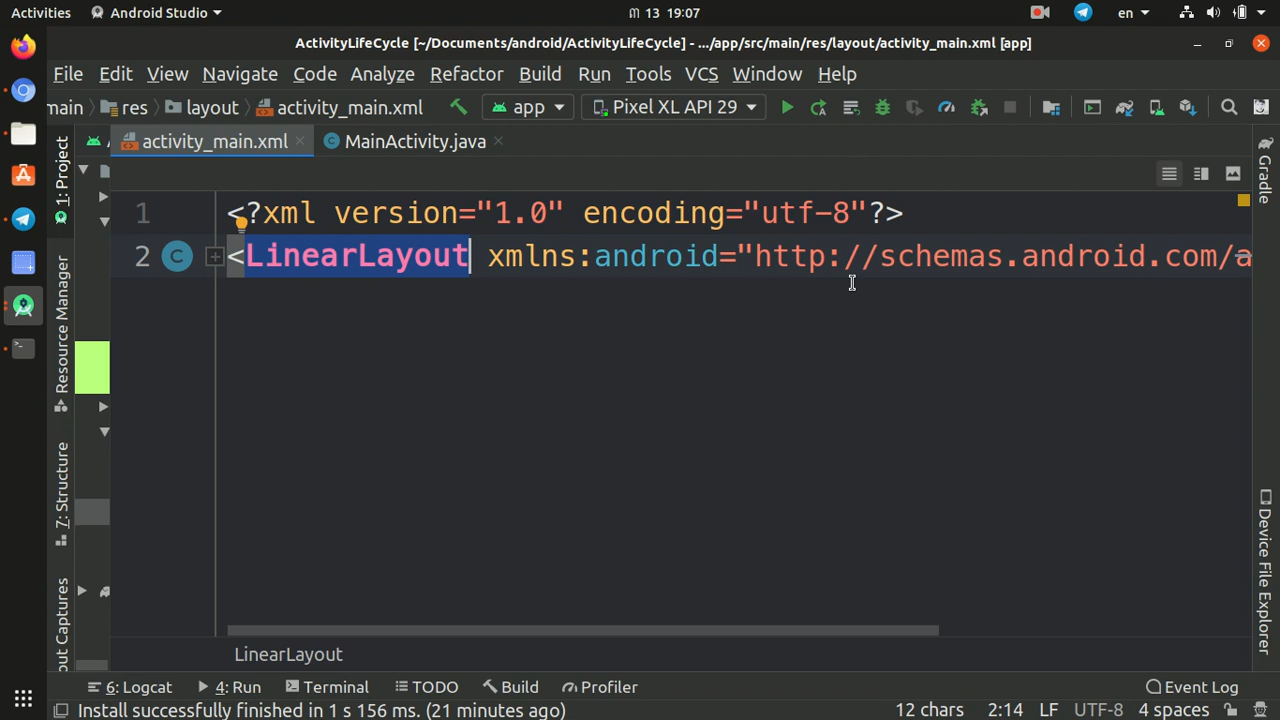 Activities Android Studio ጠ 13 19:07 en
ActivityLifeCycle [~/Documents/android/ActivityLifeCycle] - .../app/src/main/res/layout/activity_main.xml [app]
File Edit View Navigate Code Analyze Refactor Build Run Tools VCS Window Help
main res layout activity_main.xml app Pixel XL API 29
activity_main.xml MainActivity.java
1 <?xml version="1.0" encoding="utf-8"?>
2 <LinearLayout xmlns:android="http://schemas.android.com/a
1: Project
Resource Manager
7: Structure
out Captures
Gradle
Device File Explorer
LinearLayout
6: Logcat 4: Run Terminal TODO Build Profiler Event Log
Install successfully finished in 1 s 156 ms. (21 minutes ago) 12 chars 2:14 LF UTF-8 4 spaces